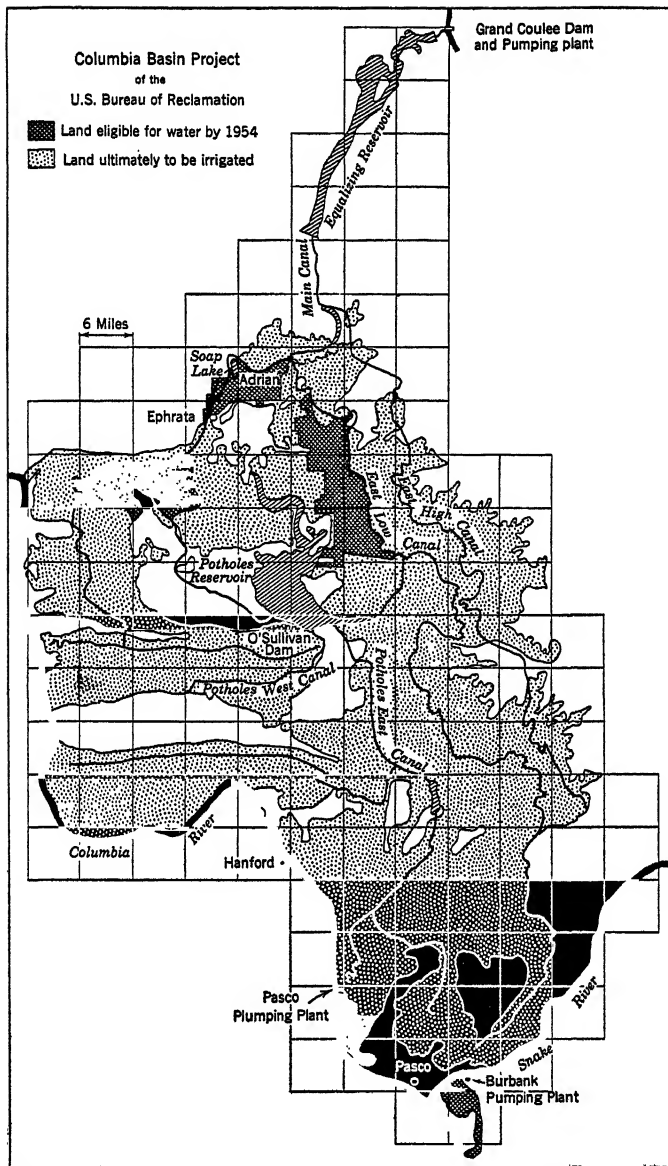 Grand Coulee Dam
and Pumping plant
Columbia Basin Project
of the
U.S. Bureau of Reclamation
Land eligible for water by 1954
Land ultimately to be irrigated
Equalizing Reservoir
Main Canal
6 Miles
Soap
Lake
Adrian
Ephrata
East Low
Canal
East High Canal
Potholes
Reservoir
O'Sullivan
Dam
Potholes West Canal
Potholes East
Canal
Columbia
River
Hanford
Pasco
Plumping Plant
Snake
River
Pasco
Burbank
Pumping Plant